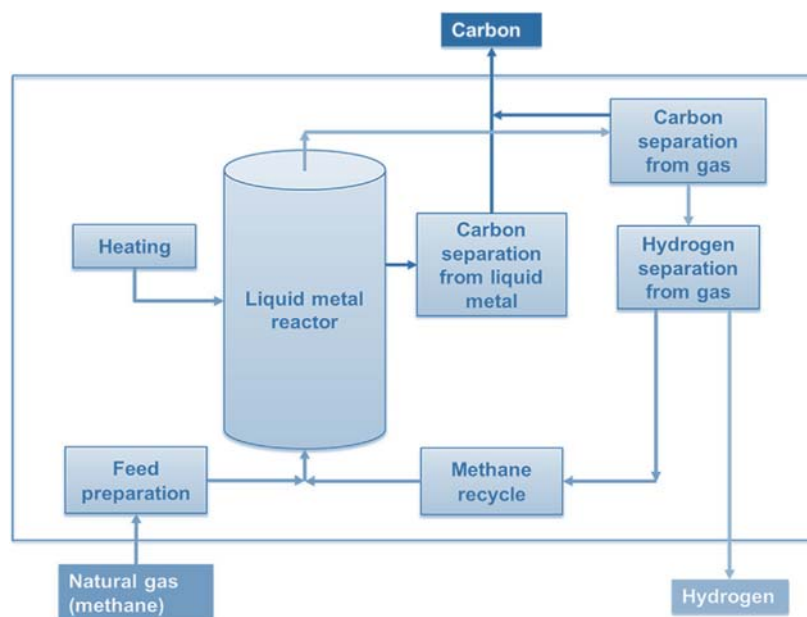 Carbon
Carbon
separation
from gas
Heating
Carbon
separation
from liquid
metal
Hydrogen
separation
from gas
Liquid metal
reactor
Feed
preparation
Methane
recycle
Natural gas
(methane)
Hydrogen